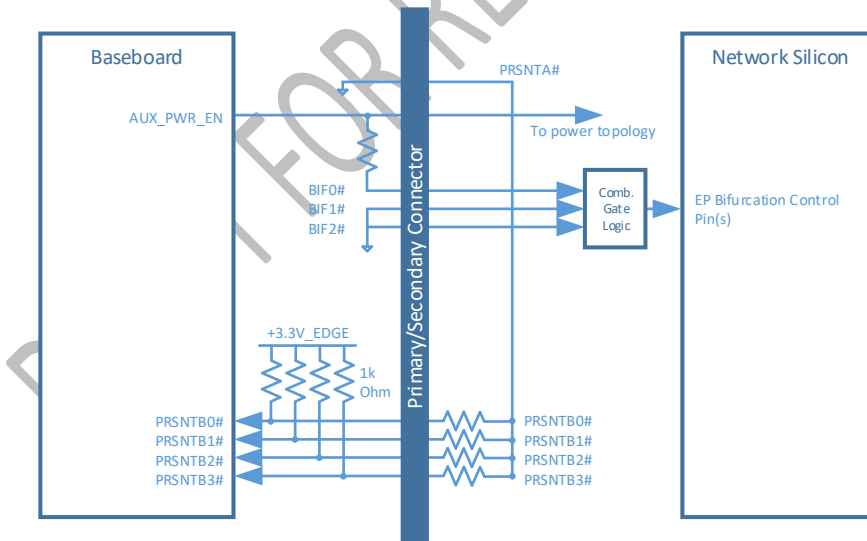 Baseboard
Network Silicon
PRSNTA#
AUX_PWR_EN
To power topology
BIF0#
BIF1#
BIF2#
Comb.
Gate
Logic
EP Bifurcation Control
Pin(s)
Primary/Secondary Connector
+3.3V_EDGE
1k
Ohm
PRSNTB0#
PRSNTB1#
PRSNTB2#
PRSNTB3#
PRSNTB0#
PRSNTB1#
PRSNTB2#
PRSNTB3#
FOR